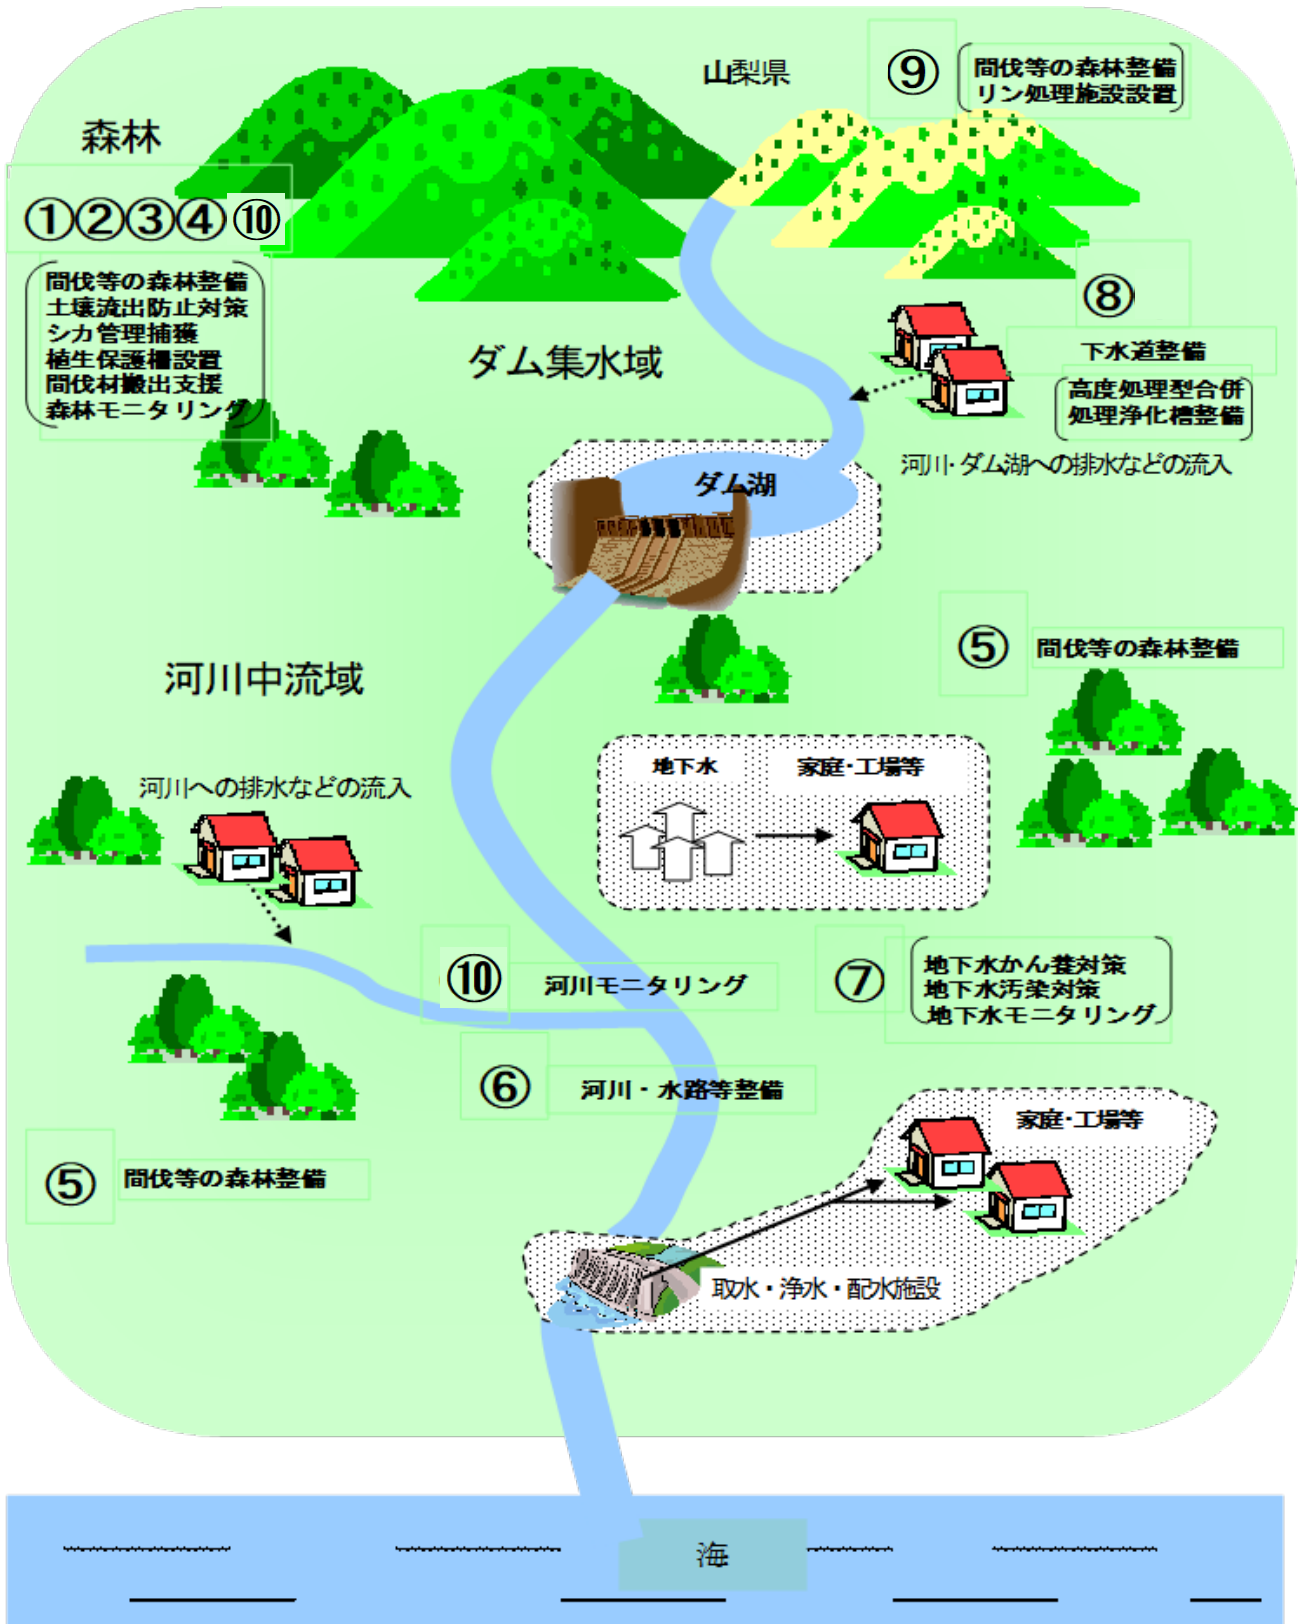 山梨県
⑨
間伐等の森林整備
リン処理施設設置
森林
①②③④⑩
間伐等の森林整備
土壌流出防止対策
シカ管理捕獲
植生保護柵設置
間伐材搬出支援
森林モニタリング
ダム集水域
⑧
下水道整備
高度処理型合併
処理浄化槽整備
河川・ダム湖への排水などの流入
ダム湖
⑤
間伐等の森林整備
河川中流域
地下水
家庭・工場等
河川への排水などの流入
⑩
河川モニタリング
⑦
地下水かん養対策
地下水汚染対策
地下水モニタリング
⑥
河川・水路等整備
家庭・工場等
⑤
間伐等の森林整備
取水・浄水・配水施設
海